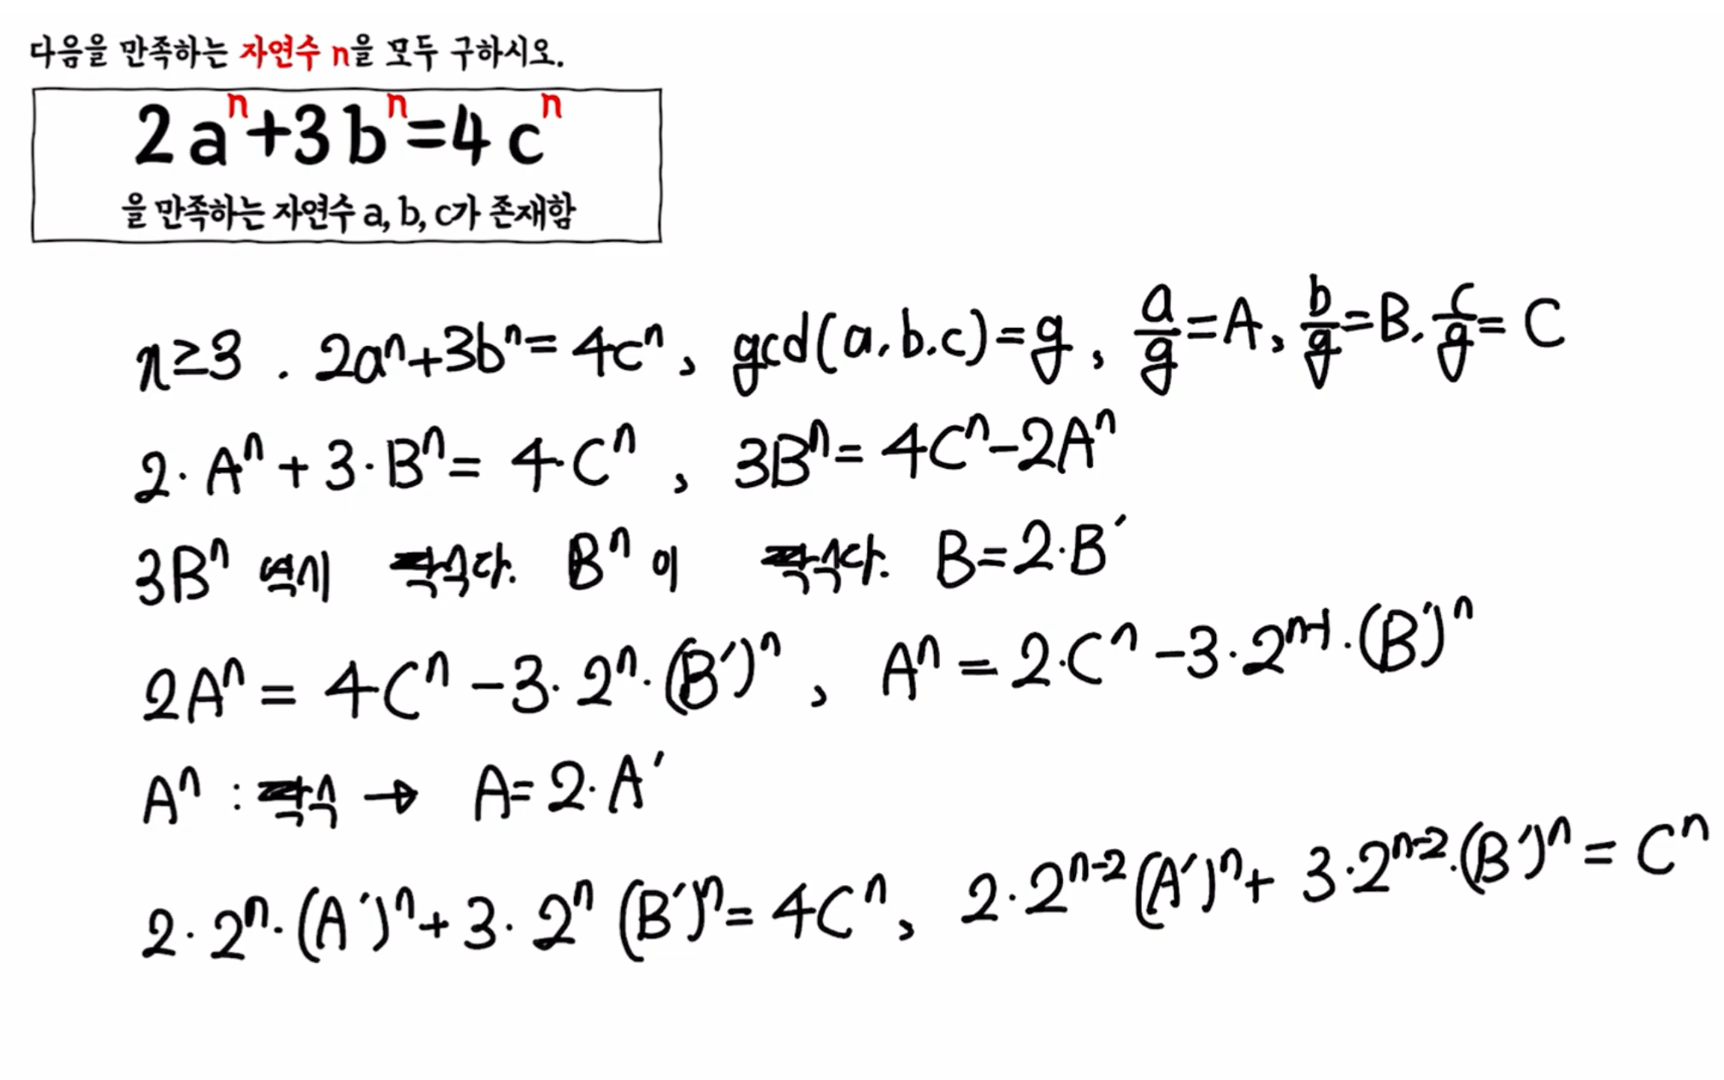 다음을 만족하는 자연수 n을 모두 구하시오.
2aⁿ+3bⁿ=4cⁿ
을 만족하는 자연수 a, b, c가 존재함
n≥3 . 2aⁿ+3bⁿ=4cⁿ, gcd(a.b.c)=g, a/g=A, b/g=B. c/g=C
2·Aⁿ+3·Bⁿ=4·Cⁿ, 3Bⁿ=4Cⁿ-2Aⁿ
3Bⁿ 역시 짝수다. Bⁿ이 짝수다. B=2·B′
2Aⁿ=4Cⁿ-3·2ⁿ·(B′)ⁿ, Aⁿ=2·Cⁿ-3·2ⁿ⁻¹·(B′)ⁿ
Aⁿ : 짝수 → A=2·A′
2·2ⁿ·(A′)ⁿ+3·2ⁿ(B′)ⁿ=4Cⁿ, 2·2ⁿ⁻²(A′)ⁿ+3·2ⁿ⁻²·(B′)ⁿ=Cⁿ